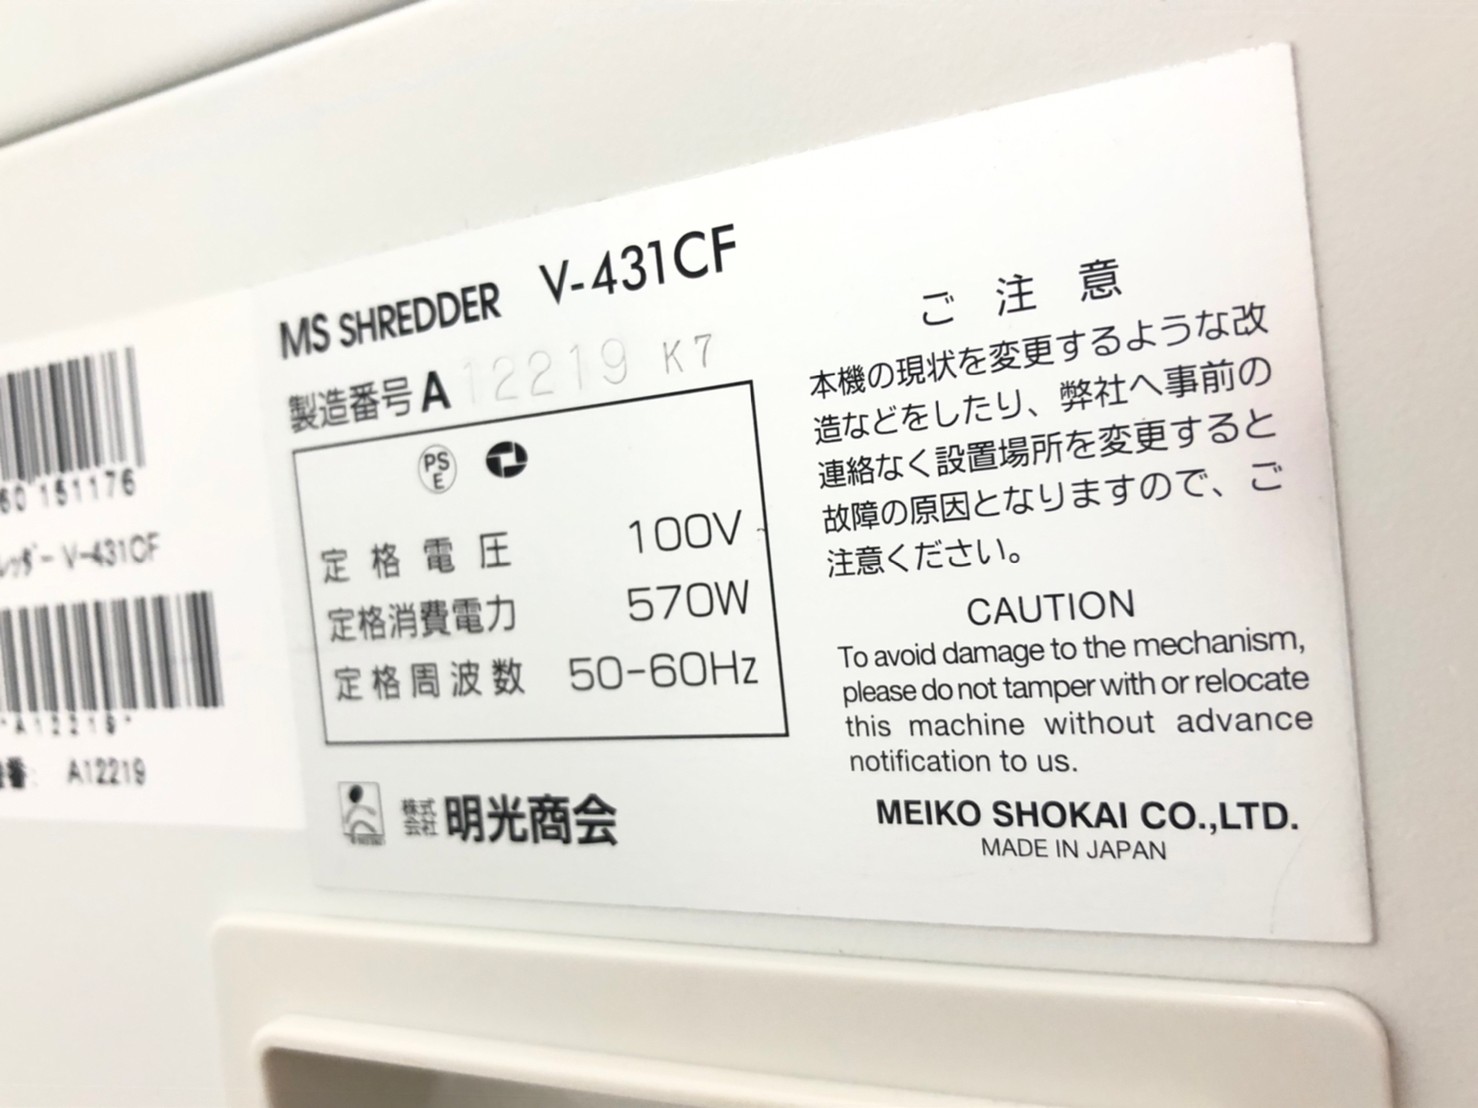 MS SHREDDER V-431CF
製造番号 A 12219 K7
PS
E
定格電圧 100V
定格消費電力 570W
定格周波数 50-60Hz
株式会社 明光商会
ご注意
本機の現状を変更するような改
造などをしたり、弊社へ事前の
連絡なく設置場所を変更すると
故障の原因となりますので、ご
注意ください。
CAUTION
To avoid damage to the mechanism,
please do not tamper with or relocate
this machine without advance
notification to us.
MEIKO SHOKAI CO.,LTD.
MADE IN JAPAN
60151176
レッダー V-431CF
*A12219*
番: A12219